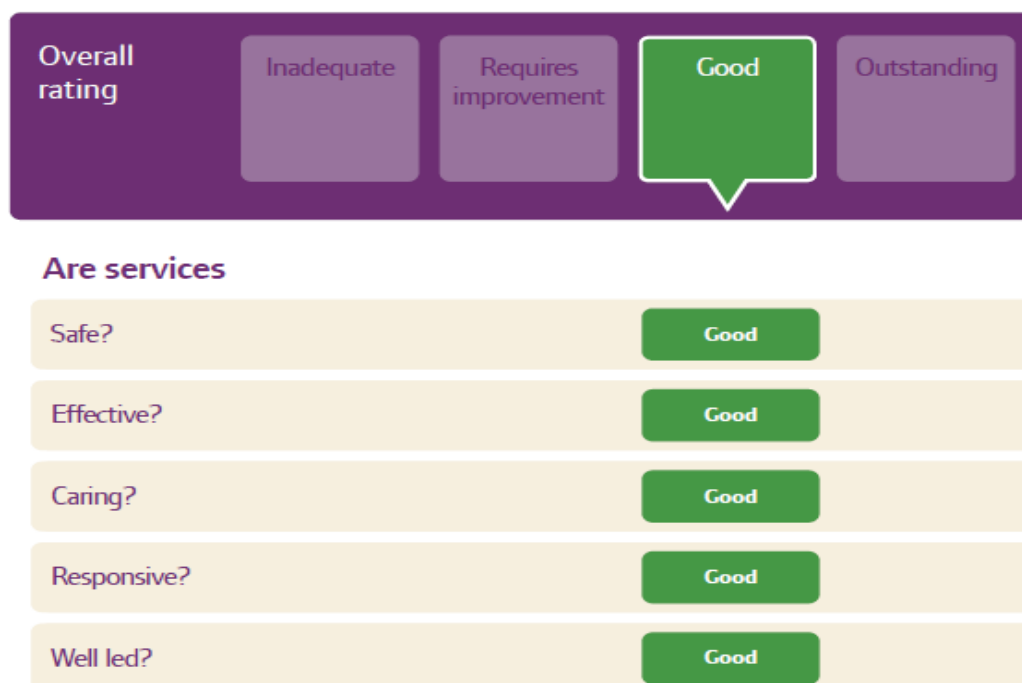 Overall
rating
Inadequate
Requires
improvement
Good
Outstanding
Are services
Safe? Good
Effective? Good
Caring? Good
Responsive? Good
Well led? Good